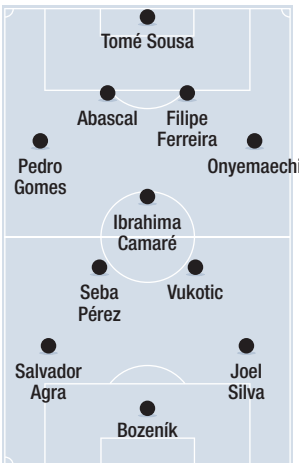 Tomé Sousa
Abascal
Filipe
Ferreira
Pedro
Gomes
Onyemaechi
Ibrahima
Camaré
Seba
Pérez
Vukotic
Salvador
Agra
Joel
Silva
Bozeník